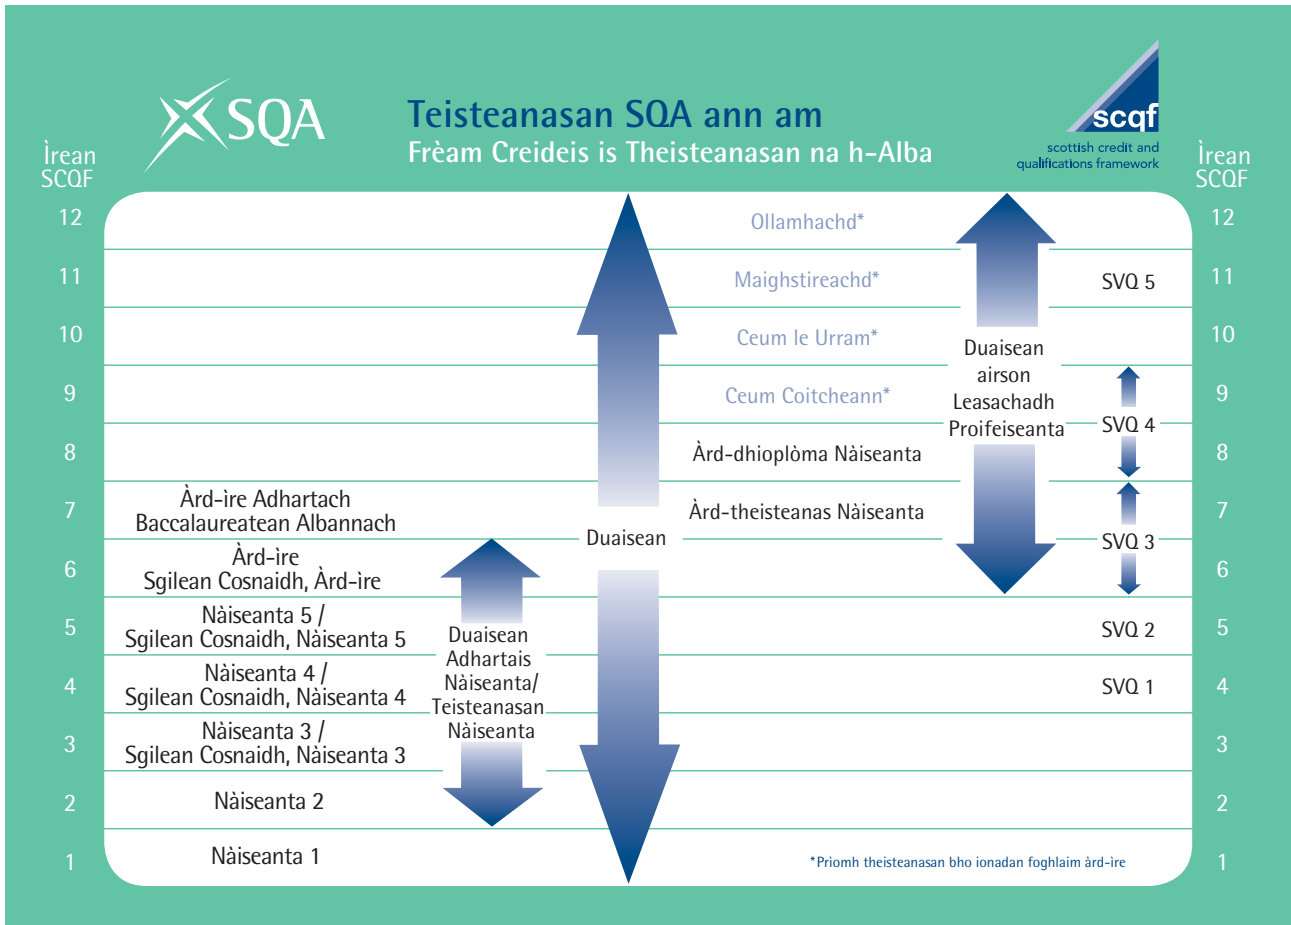 SQA
Teisteanasan SQA ann am
Frèam Creideis is Theisteanasan na h-Alba
scqf
scottish credit and
qualifications framework
Ìrean
SCQF
Ìrean
SCQF
12
Ollamhachd*
12
11
Maighstireachd*
SVQ 5
11
10
Ceum le Urram*
10
Duaisean
airson
Leasachadh
Proifeiseanta
9
Ceum Coitcheann*
9
SVQ 4
8
Àrd-dhioplòma Nàiseanta
8
7
Àrd-ìre Adhartach
Baccalaureatean Albannach
Àrd-theisteanas Nàiseanta
7
Duaisean
SVQ 3
6
Àrd-ìre
Sgilean Cosnaidh, Àrd-ìre
6
5
Nàiseanta 5 /
Sgilean Cosnaidh, Nàiseanta 5
SVQ 2
5
Duaisean
Adhartais
Nàiseanta/
Teisteanasan
Nàiseanta
4
Nàiseanta 4 /
Sgilean Cosnaidh, Nàiseanta 4
SVQ 1
4
3
Nàiseanta 3 /
Sgilean Cosnaidh, Nàiseanta 3
3
2
Nàiseanta 2
2
1
Nàiseanta 1
*Prìomh theisteanasan bho ionadan foghlaim àrd-ìre
1